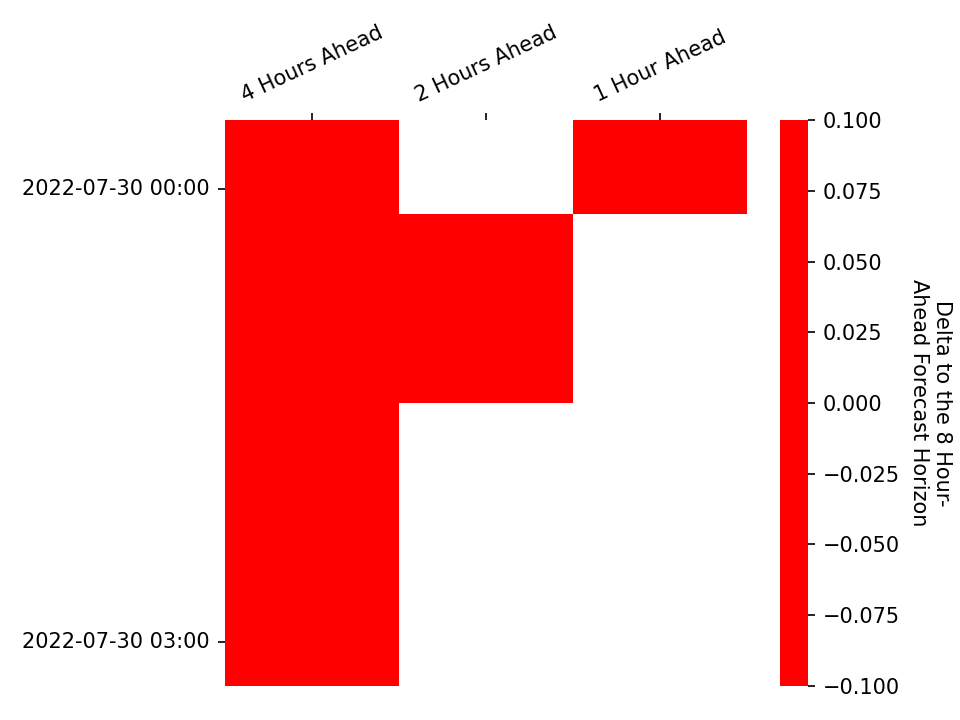 4 Hours Ahead
2 Hours Ahead
1 Hour Ahead
2022-07-30 00:00
2022-07-30 03:00
0.100
0.075
0.050
0.025
0.000
−0.025
−0.050
−0.075
−0.100
Delta to the 8 Hour-
Ahead Forecast Horizon